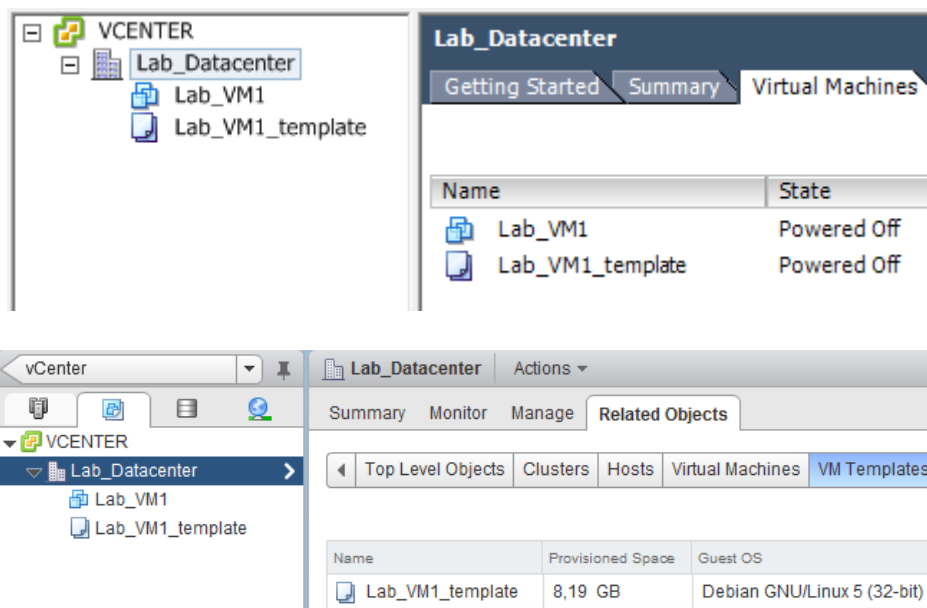 VCENTER
Lab_Datacenter
Lab_VM1
Lab_VM1_template
Lab_Datacenter
Getting Started Summary Virtual Machines
Name State
Lab_VM1 Powered Off
Lab_VM1_template Powered Off
vCenter
VCENTER
Lab_Datacenter
Lab_VM1
Lab_VM1_template
Lab_Datacenter Actions
Summary Monitor Manage Related Objects
Top Level Objects Clusters Hosts Virtual Machines VM Templates
Name Provisioned Space Guest OS
Lab_VM1_template 8,19 GB Debian GNU/Linux 5 (32-bit)